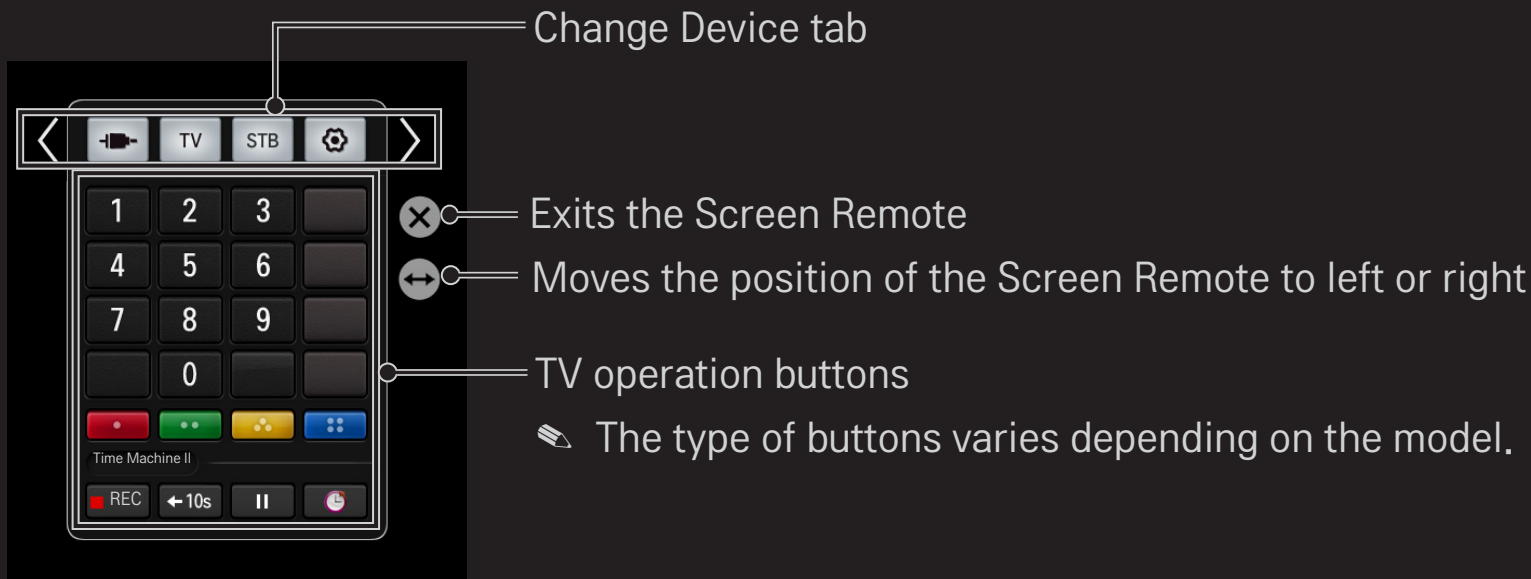 Change Device tab
TV STB
1 2 3
Exits the Screen Remote
4 5 6
Moves the position of the Screen Remote to left or right
7 8 9
0
TV operation buttons
The type of buttons varies depending on the model.
Time Machine II
REC 10s